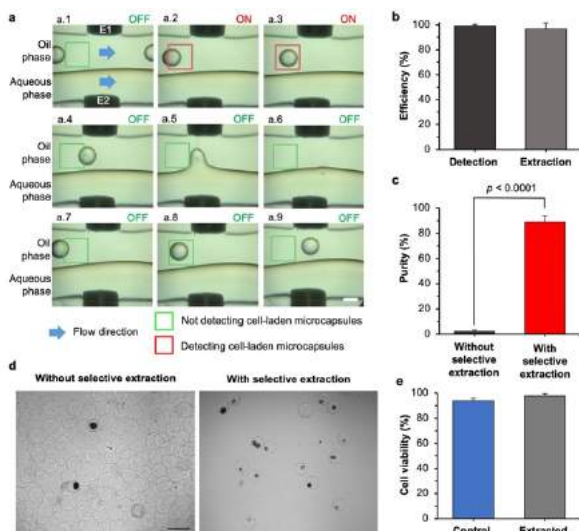 a
a.1 OFF
a.2 ON
a.3 ON
E1
Oil phase
Aqueous phase
E2
a.4 OFF
a.5 OFF
a.6 OFF
Oil phase
Aqueous phase
a.7 OFF
a.8 OFF
a.9 OFF
Oil phase
Aqueous phase
Flow direction
Not detecting cell-laden microcapsules
Detecting cell-laden microcapsules
b
Efficiency (%)
100
80
60
40
20
0
Detection
Extraction
c
p < 0.0001
Purity (%)
100
80
60
40
20
0
Without selective extraction
With selective extraction
d
Without selective extraction
With selective extraction
e
Cell viability (%)
100
80
60
40
20
0
Control
Extracted